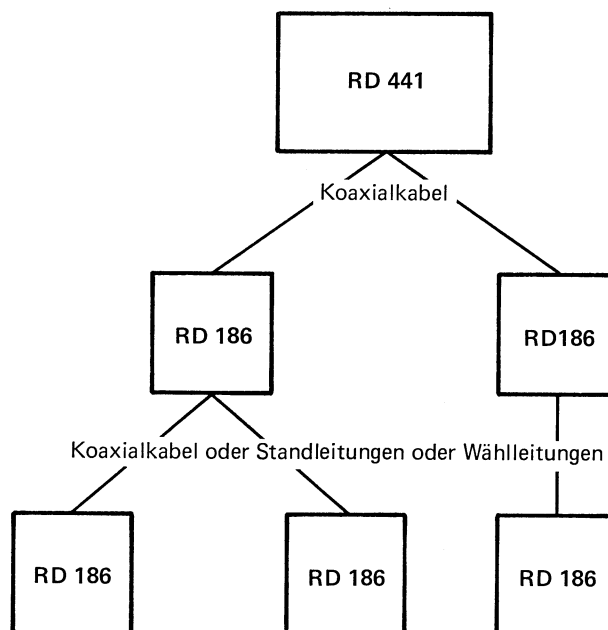 RD 441
Koaxialkabel
RD 186
RD186
Koaxialkabel oder Standleitungen oder Wählleitungen
RD 186
RD 186
RD 186